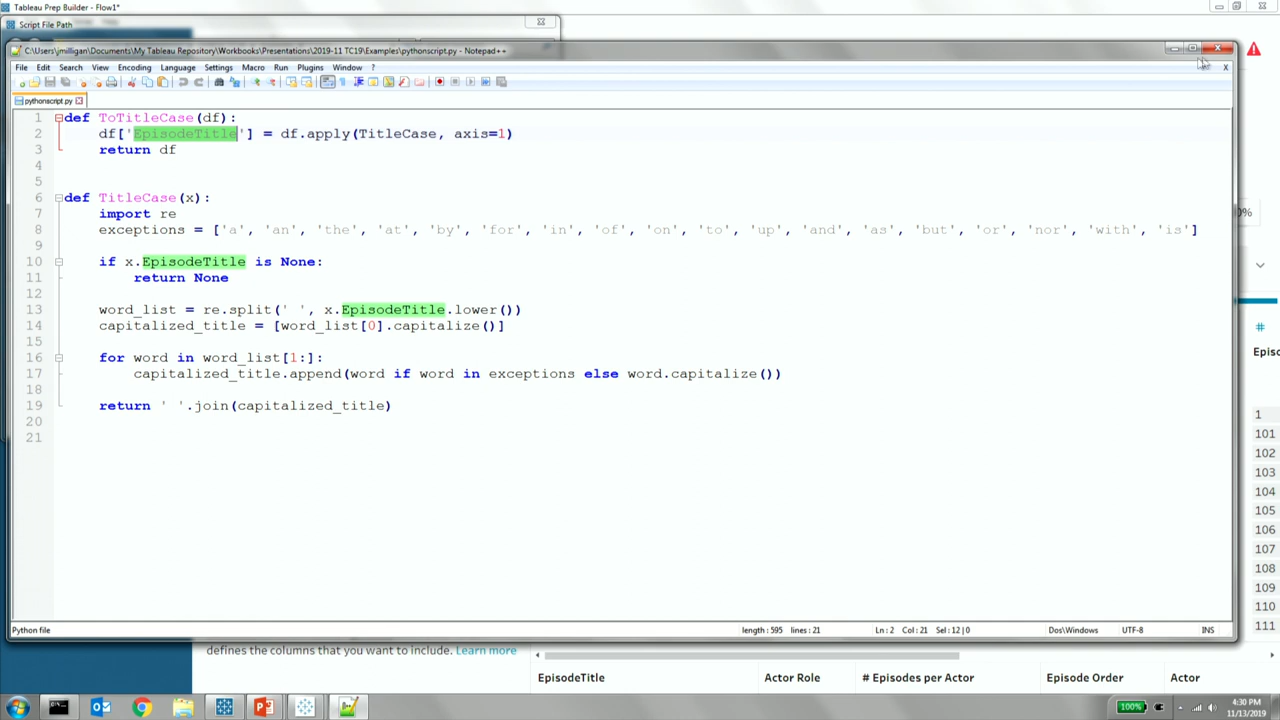 Tableau Prep Builder - Flow1*
Script File Path
C:\Users\jmilligan\Documents\My Tableau Repository\Workbooks\Presentations\2019-11 TC19\Examples\pythonscript.py - Notepad++
File Edit Search View Encoding Language Settings Macro Run Plugins Window ?
X
pythonscript.py
1 def ToTitleCase(df):
2 df['EpisodeTitle'] = df.apply(TitleCase, axis=1)
3 return df
4
5
6 def TitleCase(x):
7 import re
8 exceptions = ['a', 'an', 'the', 'at', 'by', 'for', 'in', 'of', 'on', 'to', 'up', 'and', 'as', 'but', 'or', 'nor', 'with', 'is']
9
10 if x.EpisodeTitle is None:
11 return None
12
13 word_list = re.split(' ', x.EpisodeTitle.lower())
14 capitalized_title = [word_list[0].capitalize()]
15
16 for word in word_list[1:]:
17 capitalized_title.append(word if word in exceptions else word.capitalize())
18
19 return ' '.join(capitalized_title)
20
21
0%
#
Episo
1
101
102
103
104
105
106
107
108
109
110
111
Python file length : 595 lines : 21 Ln : 2 Col : 21 Sel : 12 | 0 Dos\Windows UTF-8 INS
defines the columns that you want to include. Learn more
EpisodeTitle Actor Role # Episodes per Actor Episode Order Actor
100% 4:30 PM
11/13/2019